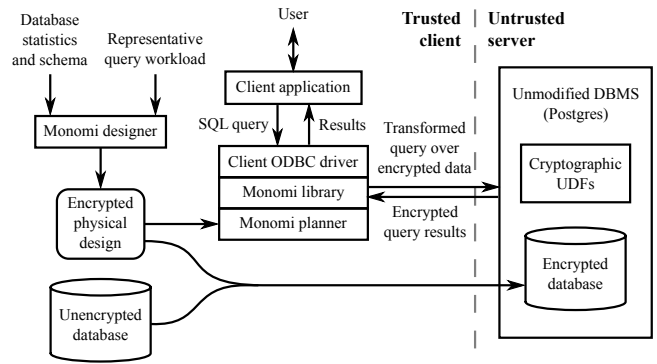 Database
statistics
and schema
Representative
query workload
User
Trusted
client
Untrusted
server
Client application
Unmodified DBMS
(Postgres)
Monomi designer
SQL query
Results
Transformed
query over
encrypted data
Client ODBC driver
Monomi library
Monomi planner
Cryptographic
UDFs
Encrypted
physical
design
Encrypted
query results
Encrypted
database
Unencrypted
database